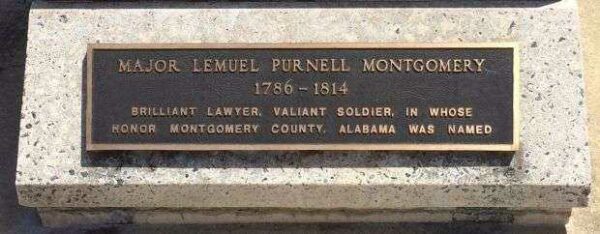 MAJOR LEMUEL PURNELL MONTGOMERY
1786 – 1814
BRILLIANT LAWYER, VALIANT SOLDIER, IN WHOSE
HONOR MONTGOMERY COUNTY, ALABAMA WAS NAMED